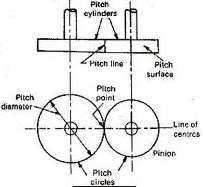 Pitch
cylinders
Pitch line
Pitch
surface
Pitch
diameter
Pitch
point
Line of
centres
Pinion
Pitch
circles